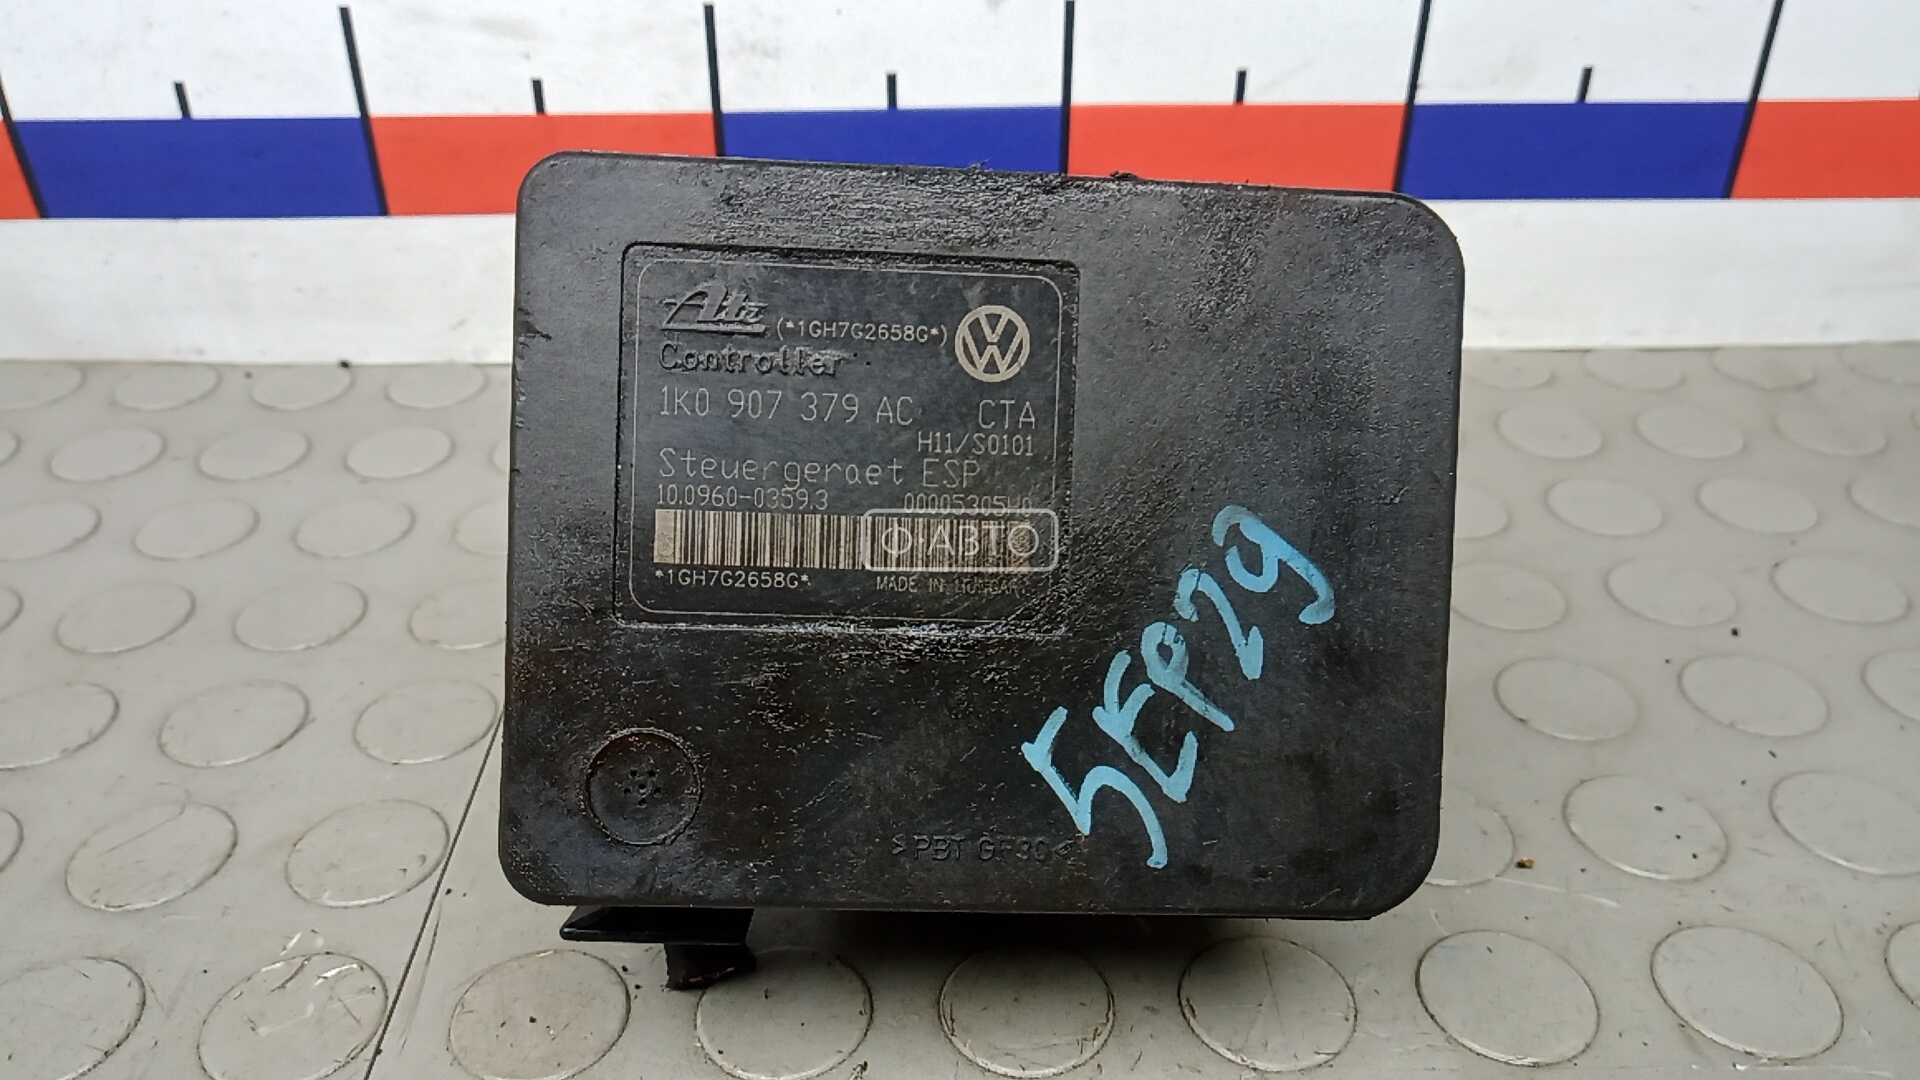 Ate (*1GH7G2658G*)
Controller
1K0 907 379 AC CTA
H11/S0101
Steuergeraet ESP
10.0960-0359.3 00005305H0
Ф·АВТО
*1GH7G2658G* MADE IN HUNGARY
5EP29
>PBT GF30<